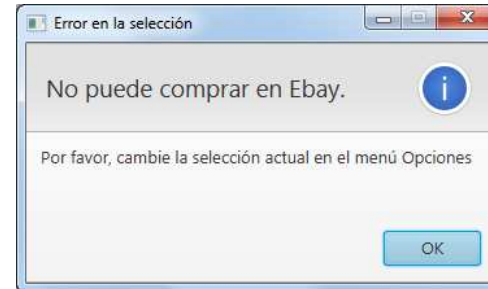 Error en la selección
No puede comprar en Ebay.
Por favor, cambie la selección actual en el menú Opciones
OK